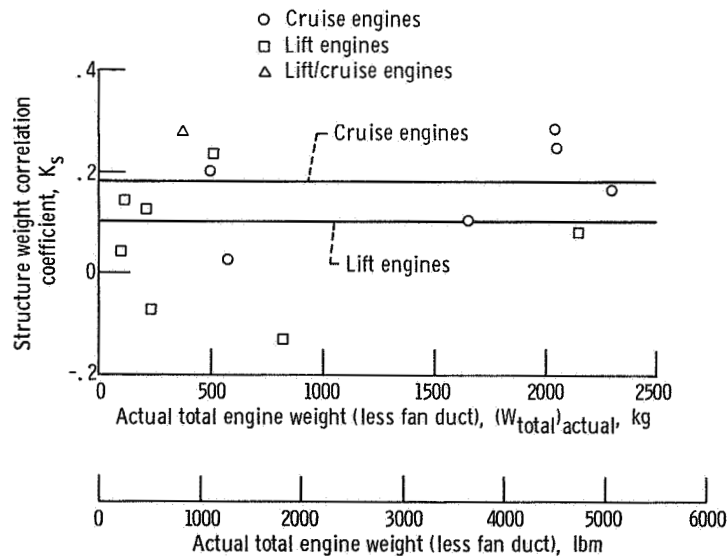 Cruise engines
Lift engines
Lift/cruise engines
Structure weight correlation
coefficient, Ks
.4
.2
0
-.2
Cruise engines
Lift engines
0 500 1000 1500 2000 2500
Actual total engine weight (less fan duct), (Wtotal)actual, kg
0 1000 2000 3000 4000 5000 6000
Actual total engine weight (less fan duct), lbm